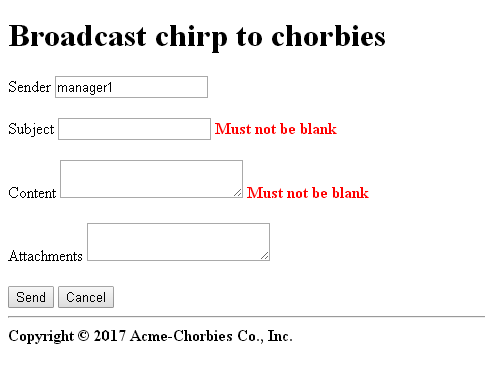 Broadcast chirp to chorbies
Sender manager1
Subject Must not be blank
Content Must not be blank
Attachments
Send Cancel
Copyright © 2017 Acme-Chorbies Co., Inc.